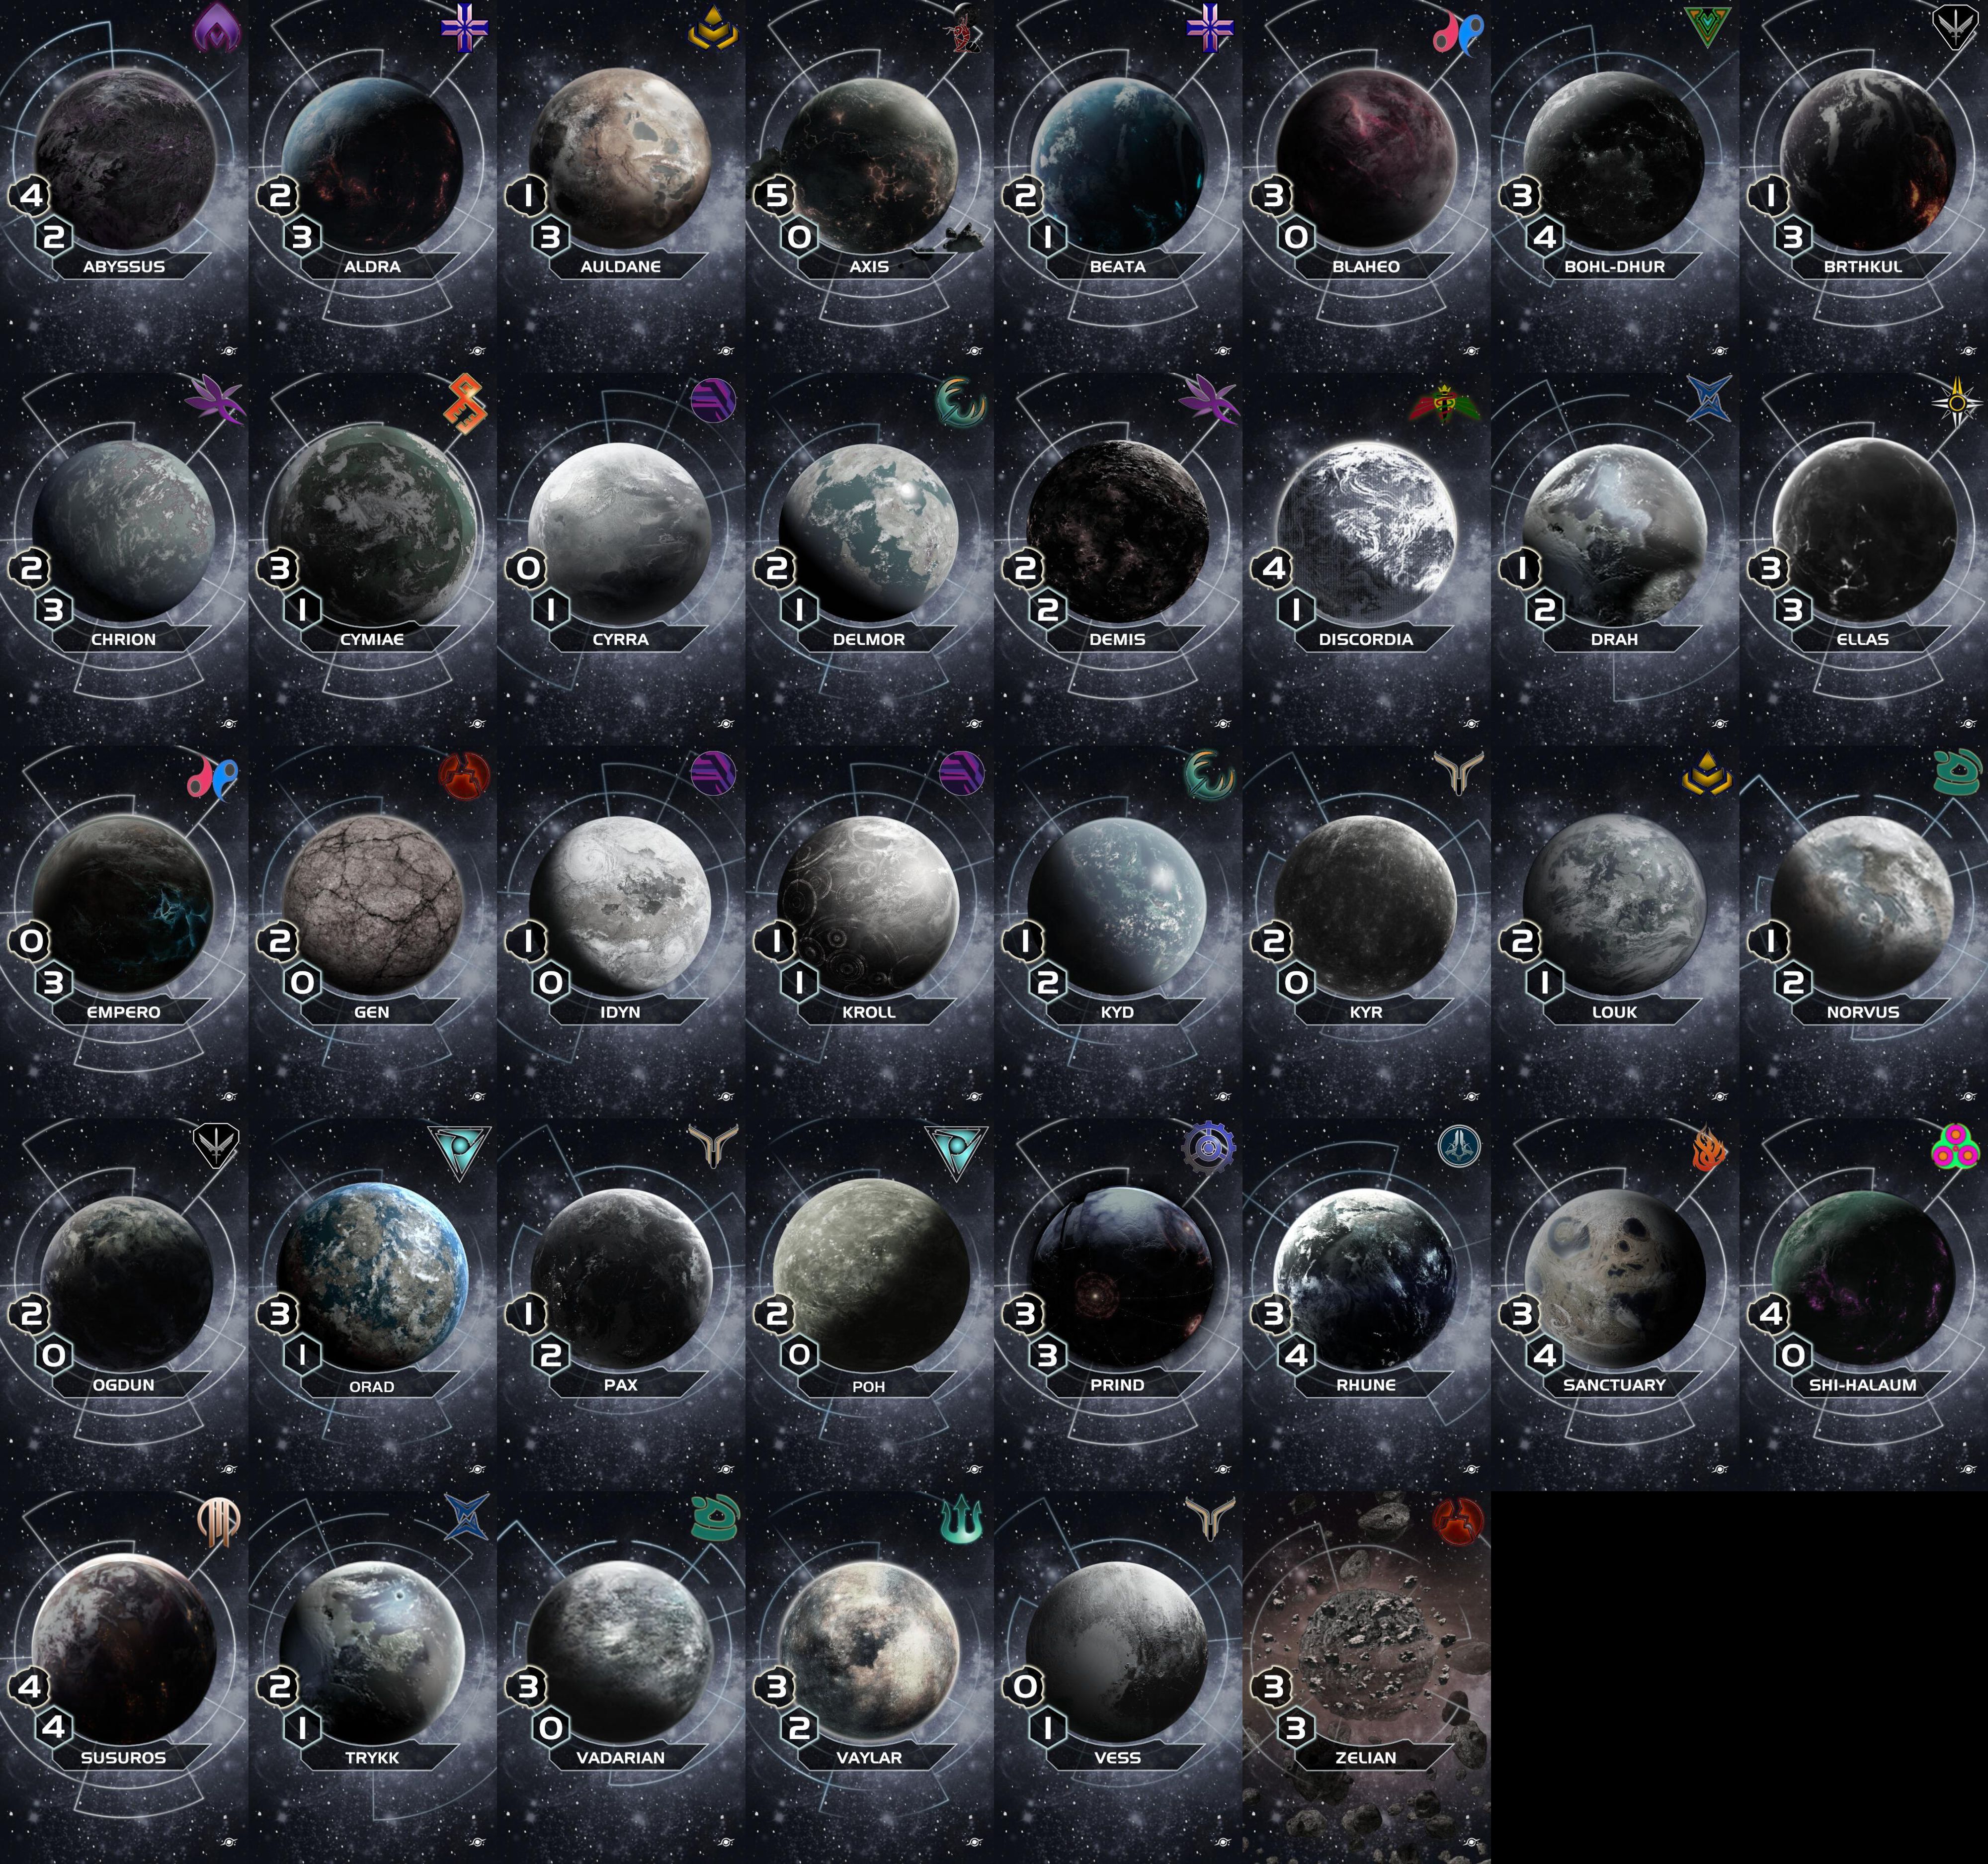 4
2
ABYSSUS
2
3
ALDRA
1
3
AULDANE
5
0
AXIS
2
1
BEATA
3
0
BLAHEO
3
4
BOHL-DHUR
1
3
BRTHKUL
2
3
CHRION
3
1
CYMIAE
0
1
CYRRA
2
1
DELMOR
2
2
DEMIS
4
1
DISCORDIA
1
2
DRAH
3
3
ELLAS
0
3
EMPERO
2
0
GEN
1
0
IDYN
1
1
KROLL
1
2
KYD
2
0
KYR
2
1
LOUK
1
2
NORVUS
2
0
OGDUN
3
1
ORAD
1
2
PAX
2
0
POH
3
3
PRIND
3
4
RHUNE
3
4
SANCTUARY
4
0
SHI-HALAUM
4
4
SUSUROS
2
1
TRYKK
3
0
VADARIAN
3
2
VAYLAR
0
1
VESS
3
3
ZELIAN